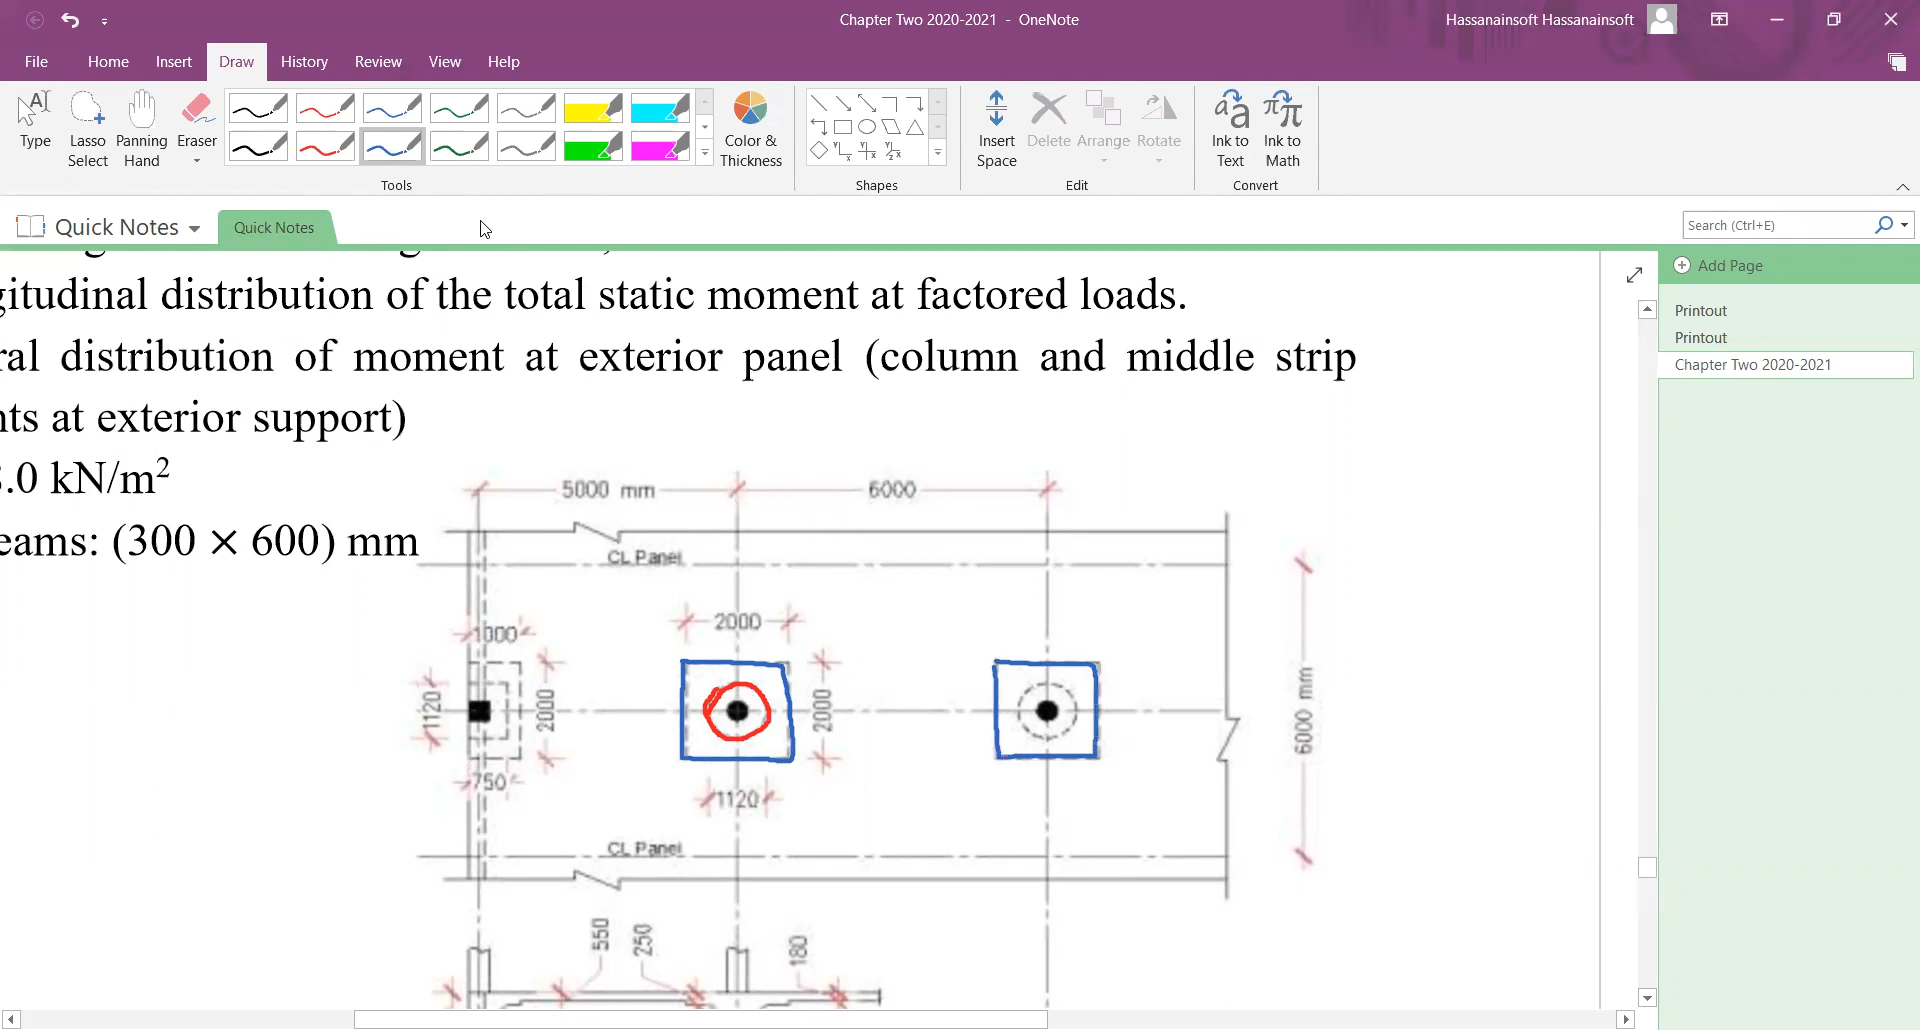 Chapter Two 2020-2021 - OneNote
Hassanainsoft Hassanainsoft
File Home Insert Draw History Review View Help
Type
Lasso Select
Panning Hand
Eraser
Color & Thickness
Insert Space
Delete
Arrange
Rotate
Ink to Text
Ink to Math
Tools
Shapes
Edit
Convert
Quick Notes
Quick Notes
Search (Ctrl+E)
Add Page
Printout
Printout
Chapter Two 2020-2021
gitudinal distribution of the total static moment at factored loads.
ral distribution of moment at exterior panel (column and middle strip
nts at exterior support)
.0 kN/m²
eams: (300 × 600) mm
5000 mm
6000
CL Panel
1000
2000
1120
2000
2000
6000 mm
750
1120
CL Panel
550
250
180